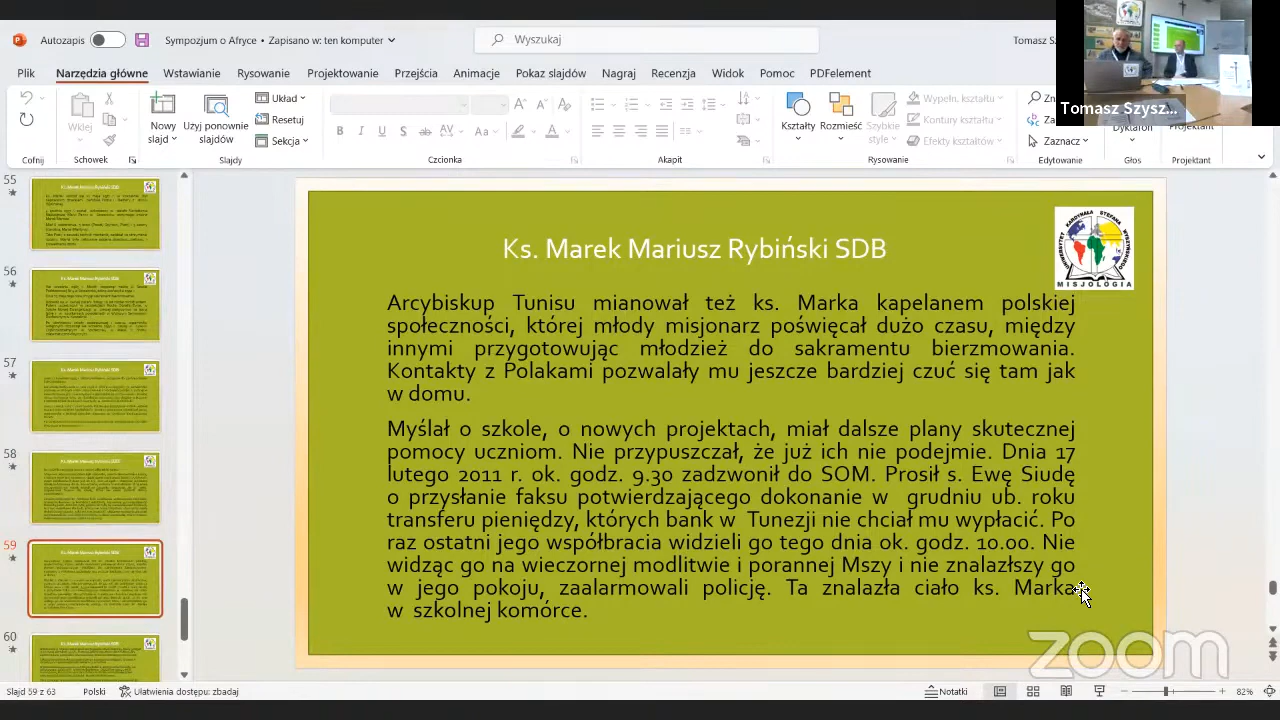 Autozapis
Sympozjum o Afryce • Zapisano w: ten komputer
Wyszukaj
Tomasz Szysz...
Plik Narzędzia główne Wstawianie Rysowanie Projektowanie Przejścia Animacje Pokaz slajdów Nagraj Recenzja Widok Pomoc PDFelement
Wklej
Nowy slajd
Użyj ponownie slajdów
Układ
Resetuj
Sekcja
Kształty
Rozmieść
Szybkie style
Wypełn. kształtu
Kontury kształtu
Efekty kształtu
Zaznacz
Dyktafon
Projektant
Cofnij Schowek Slajdy Czcionka Akapit Rysowanie Edytowanie Głos Projektant
55
56
57
58
59
60
Ks. Marek Mariusz Rybiński SDB
UNIWERSYTET KARDYNAŁA STEFANA WYSZYŃSKIEGO
MISJOLOGIA
Arcybiskup Tunisu mianował też ks. Marka kapelanem polskiej
społeczności, której młody misjonarz poświęcał dużo czasu, między
innymi przygotowując młodzież do sakramentu bierzmowania.
Kontakty z Polakami pozwalały mu jeszcze bardziej czuć się tam jak
w domu.
Myślał o szkole, o nowych projektach, miał dalsze plany skutecznej
pomocy uczniom. Nie przypuszczał, że już ich nie podejmie. Dnia 17
lutego 2011 r. ok. godz. 9.30 zadzwonił do SOM. Prosił s. Ewę Siudę
o przysłanie faksu potwierdzającego dokonanie w grudniu ub. roku
transferu pieniędzy, których bank w Tunezji nie chciał mu wypłacić. Po
raz ostatni jego współbracia widzieli go tego dnia ok. godz. 10.00. Nie
widząc go na wieczornej modlitwie i porannej Mszy i nie znalazłszy go
w jego pokoju, zaalarmowali policję. Ta znalazła ciało ks. Marka
w szkolnej komórce.
zoom
Slajd 59 z 63
Polski
Ułatwienia dostępu: zbadaj
Notatki
82%